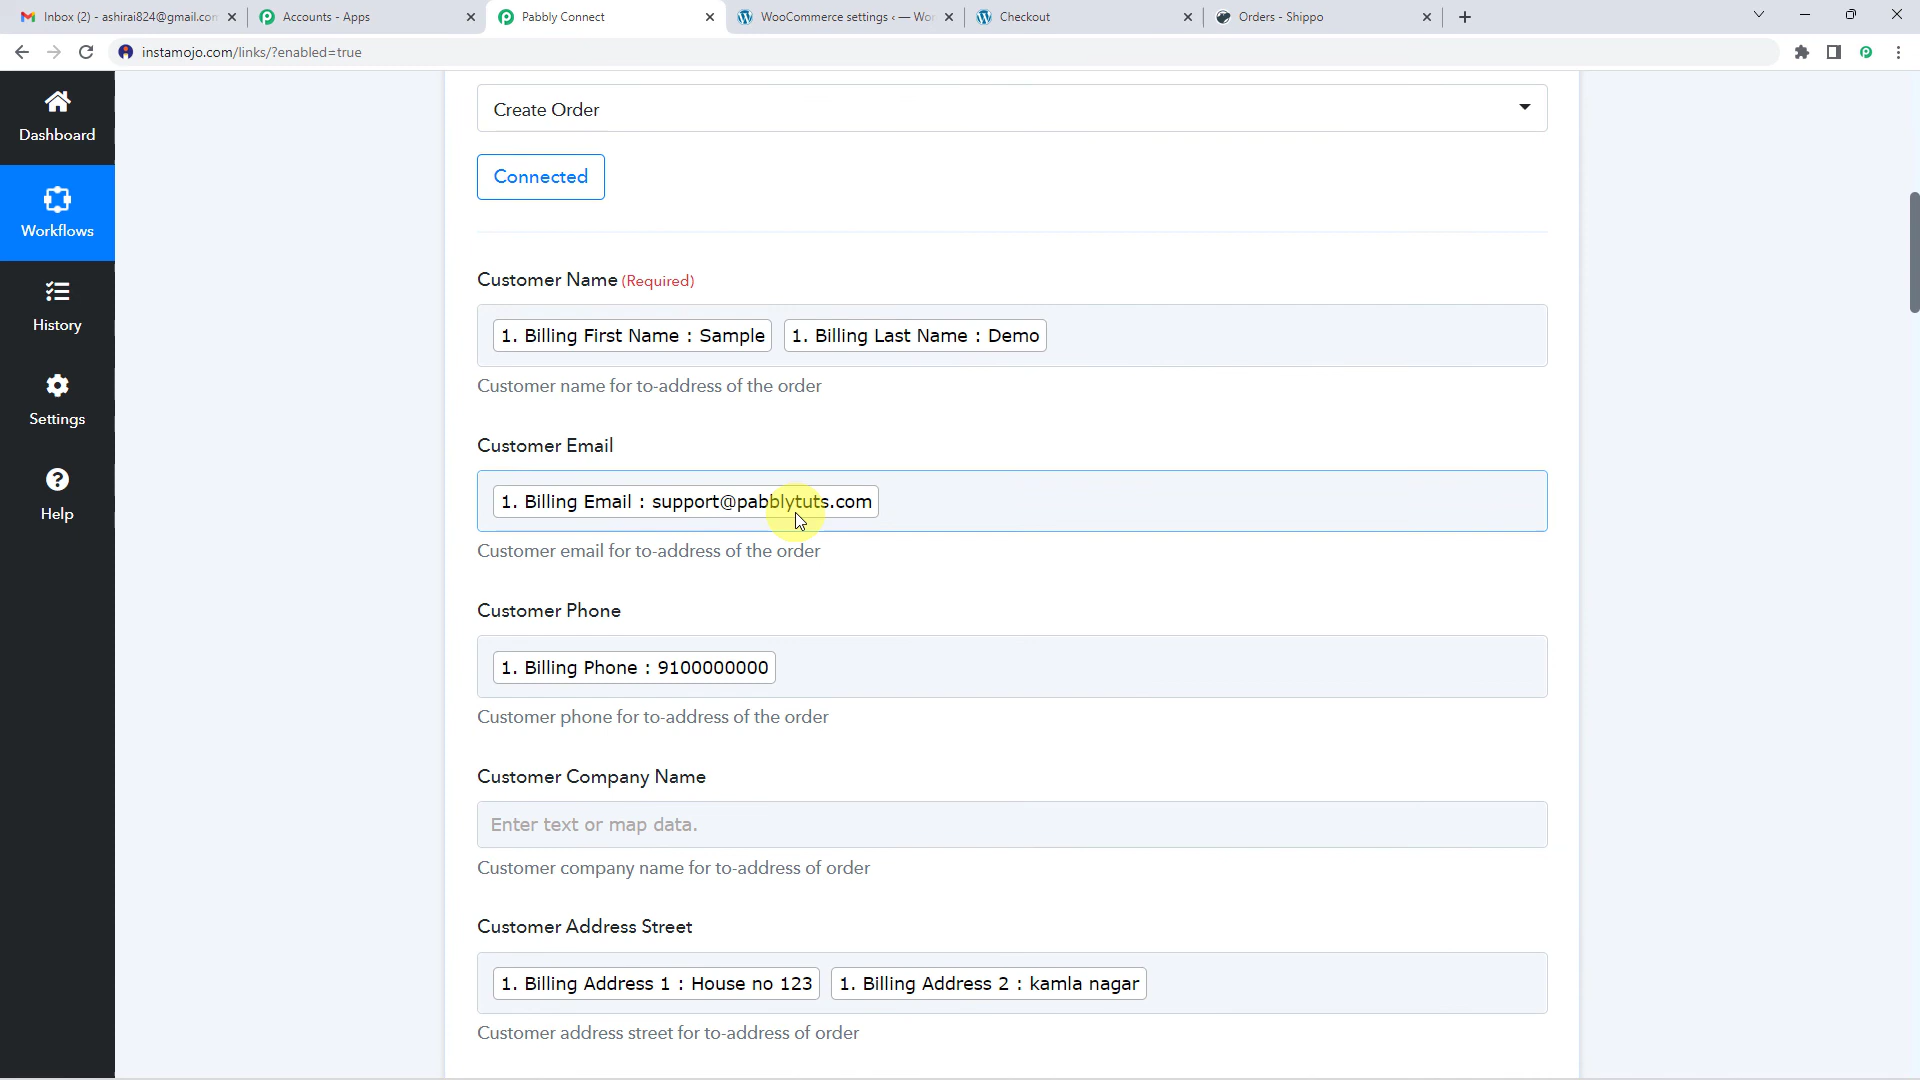 Inbox (2) - ashirai824@gmail.con
Accounts - Apps
Pabbly Connect
WooCommerce settings ‹ — Wor
Checkout
Orders - Shippo
instamojo.com/links/?enabled=true
Dashboard
Workflows
History
Settings
Help
Create Order
Connected
Customer Name (Required)
1. Billing First Name : Sample 1. Billing Last Name : Demo
Customer name for to-address of the order
Customer Email
1. Billing Email : support@pabblytuts.com
Customer email for to-address of the order
Customer Phone
1. Billing Phone : 9100000000
Customer phone for to-address of the order
Customer Company Name
Enter text or map data.
Customer company name for to-address of order
Customer Address Street
1. Billing Address 1 : House no 123 1. Billing Address 2 : kamla nagar
Customer address street for to-address of order